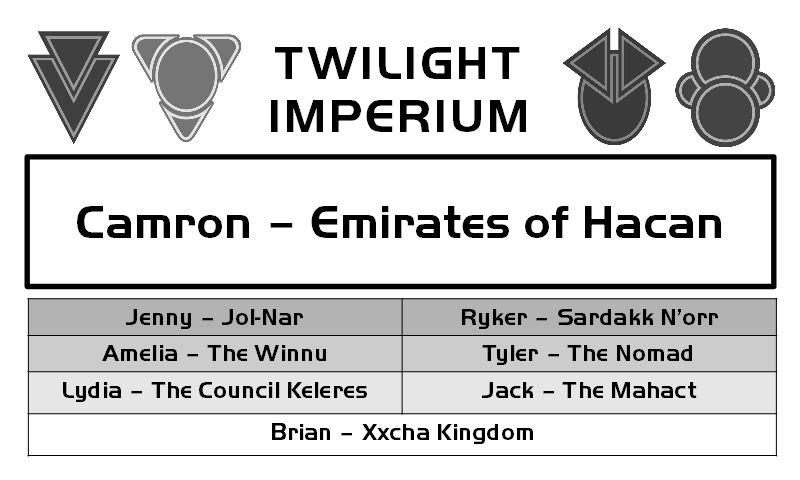 TWILIGHT
IMPERIUM
Camron – Emirates of Hacan
Jenny – Jol-Nar
Ryker – Sardakk N'orr
Amelia – The Winnu
Tyler – The Nomad
Lydia – The Council Keleres
Jack – The Mahact
Brian – Xxcha Kingdom